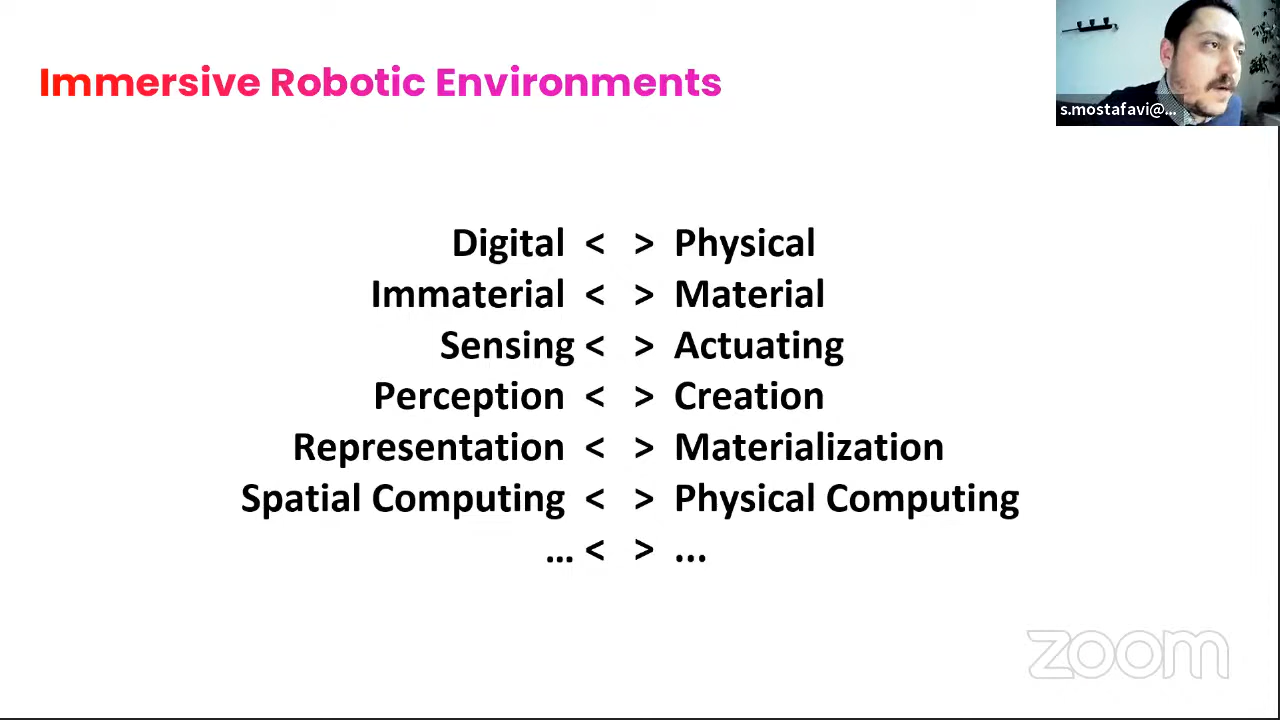 Immersive Robotic Environments
s.mostafavi@...
Digital < > Physical
Immaterial < > Material
Sensing < > Actuating
Perception < > Creation
Representation < > Materialization
Spatial Computing < > Physical Computing
... < > ...
zoom